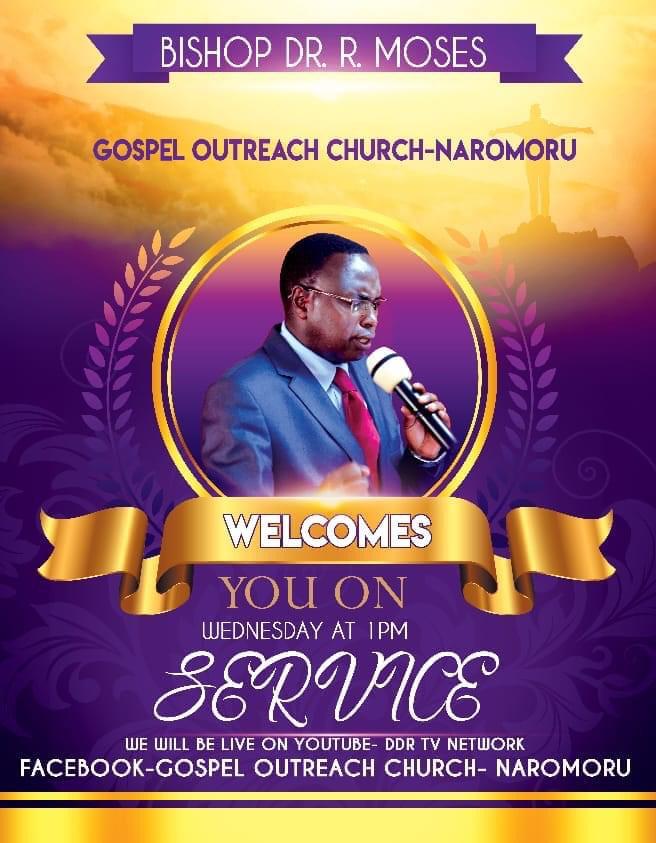 BISHOP DR. R. MOSES
GOSPEL OUTREACH CHURCH-NAROMORU
WELCOMES
YOU ON
WEDNESDAY AT 1PM
SERVICE
WE WILL BE LIVE ON YOUTUBE- DDR TV NETWORK
FACEBOOK-GOSPEL OUTREACH CHURCH- NAROMORU